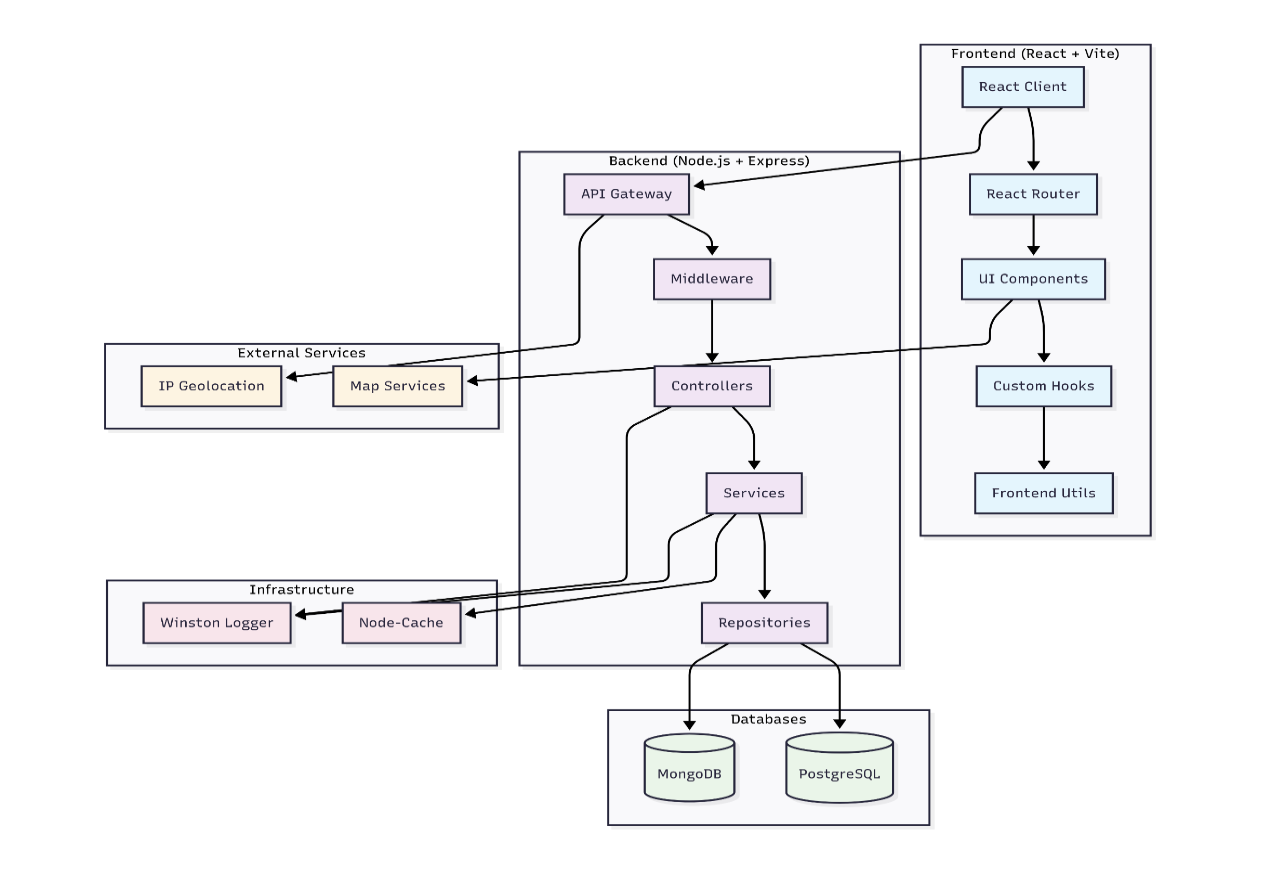 Frontend (React + Vite)
React Client
Backend (Node.js + Express)
API Gateway
React Router
Middleware
UI Components
External Services
IP Geolocation
Map Services
Controllers
Custom Hooks
Services
Frontend Utils
Infrastructure
Winston Logger
Node-Cache
Repositories
Databases
MongoDB
PostgreSQL